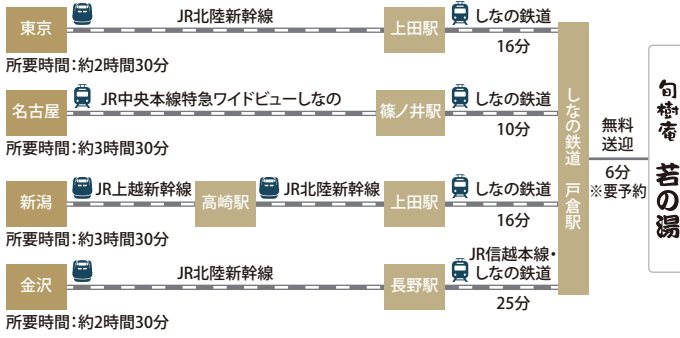 東京
JR北陸新幹線
上田駅
しなの鉄道
16分
所要時間:約2時間30分
名古屋
JR中央本線特急ワイドビューしなの
篠ノ井駅
しなの鉄道
10分
所要時間:約3時間30分
新潟
JR上越新幹線
高崎駅
JR北陸新幹線
上田駅
しなの鉄道
16分
所要時間:約3時間30分
金沢
JR北陸新幹線
長野駅
JR信越本線・
しなの鉄道
25分
所要時間:約2時間30分
しなの鉄道 戸倉駅
無料
送迎
6分
※要予約
旬樹庵 若の湯